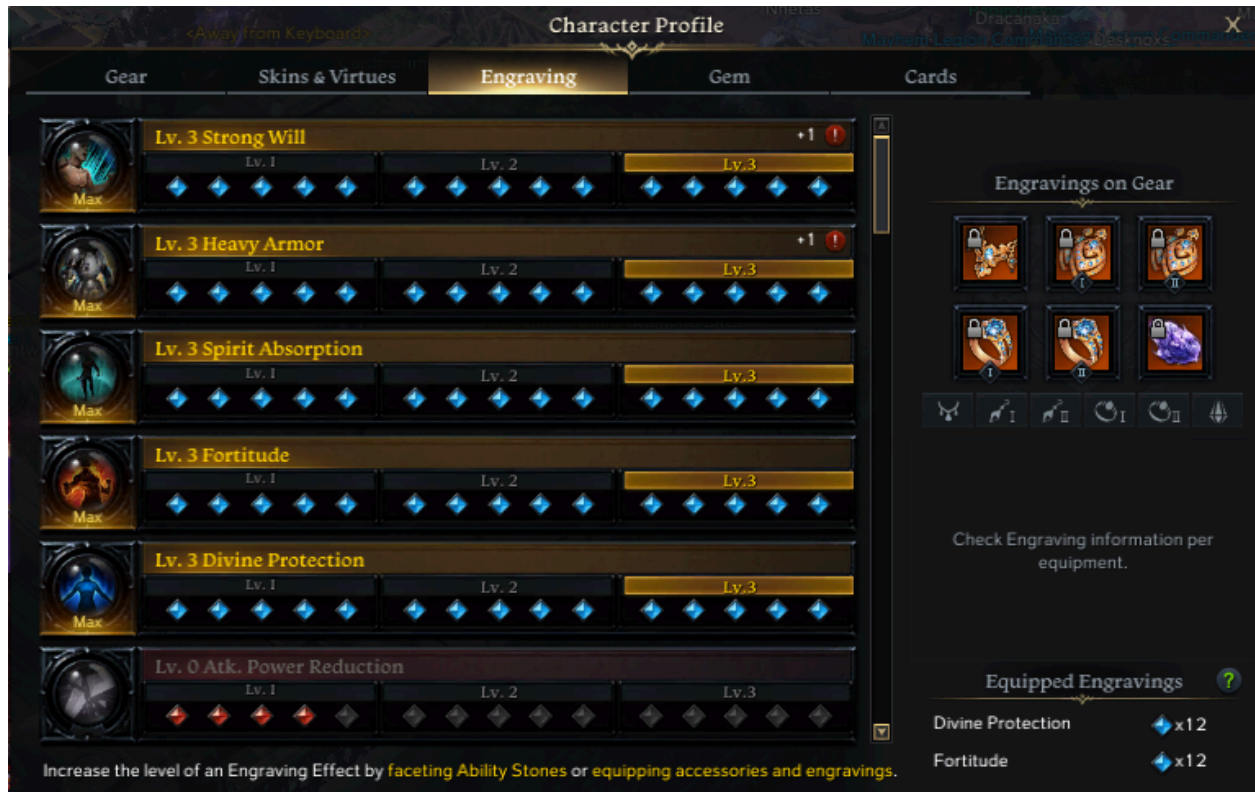 Nhetas
Character Profile
Dracanaka
<Away from Keyboard>
X
Gear
Skins & Virtues
Engraving
Gem
Cards
Lv. 3 Strong Will
+1 !
Lv. 1
Lv. 2
Lv.3
Max
Lv. 3 Heavy Armor
+1 !
Lv. 1
Lv. 2
Lv.3
Max
Lv. 3 Spirit Absorption
Lv. 1
Lv. 2
Lv.3
Max
Lv. 3 Fortitude
Lv. 1
Lv. 2
Lv.3
Max
Lv. 3 Divine Protection
Lv. 1
Lv. 2
Lv.3
Max
Lv. 0 Atk. Power Reduction
Lv. 1
Lv. 2
Lv.3
Increase the level of an Engraving Effect by faceting Ability Stones or equipping accessories and engravings.
Engravings on Gear
I II
I II
I II I II
Check Engraving information per
equipment.
Equipped Engravings ?
Divine Protection x12
Fortitude x12